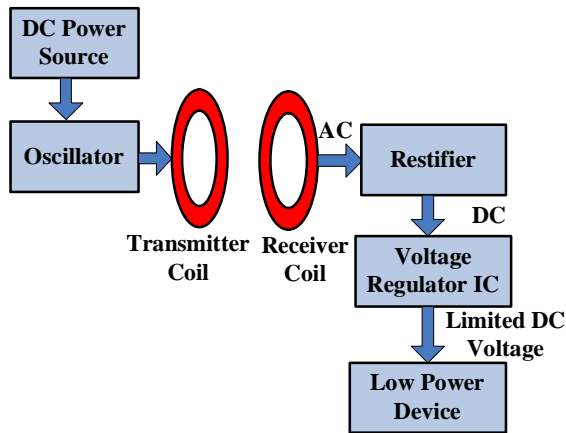 DC Power
Source
Oscillator
Transmitter
Coil
Receiver
Coil
AC
Restifier
DC
Voltage
Regulator IC
Limited DC
Voltage
Low Power
Device